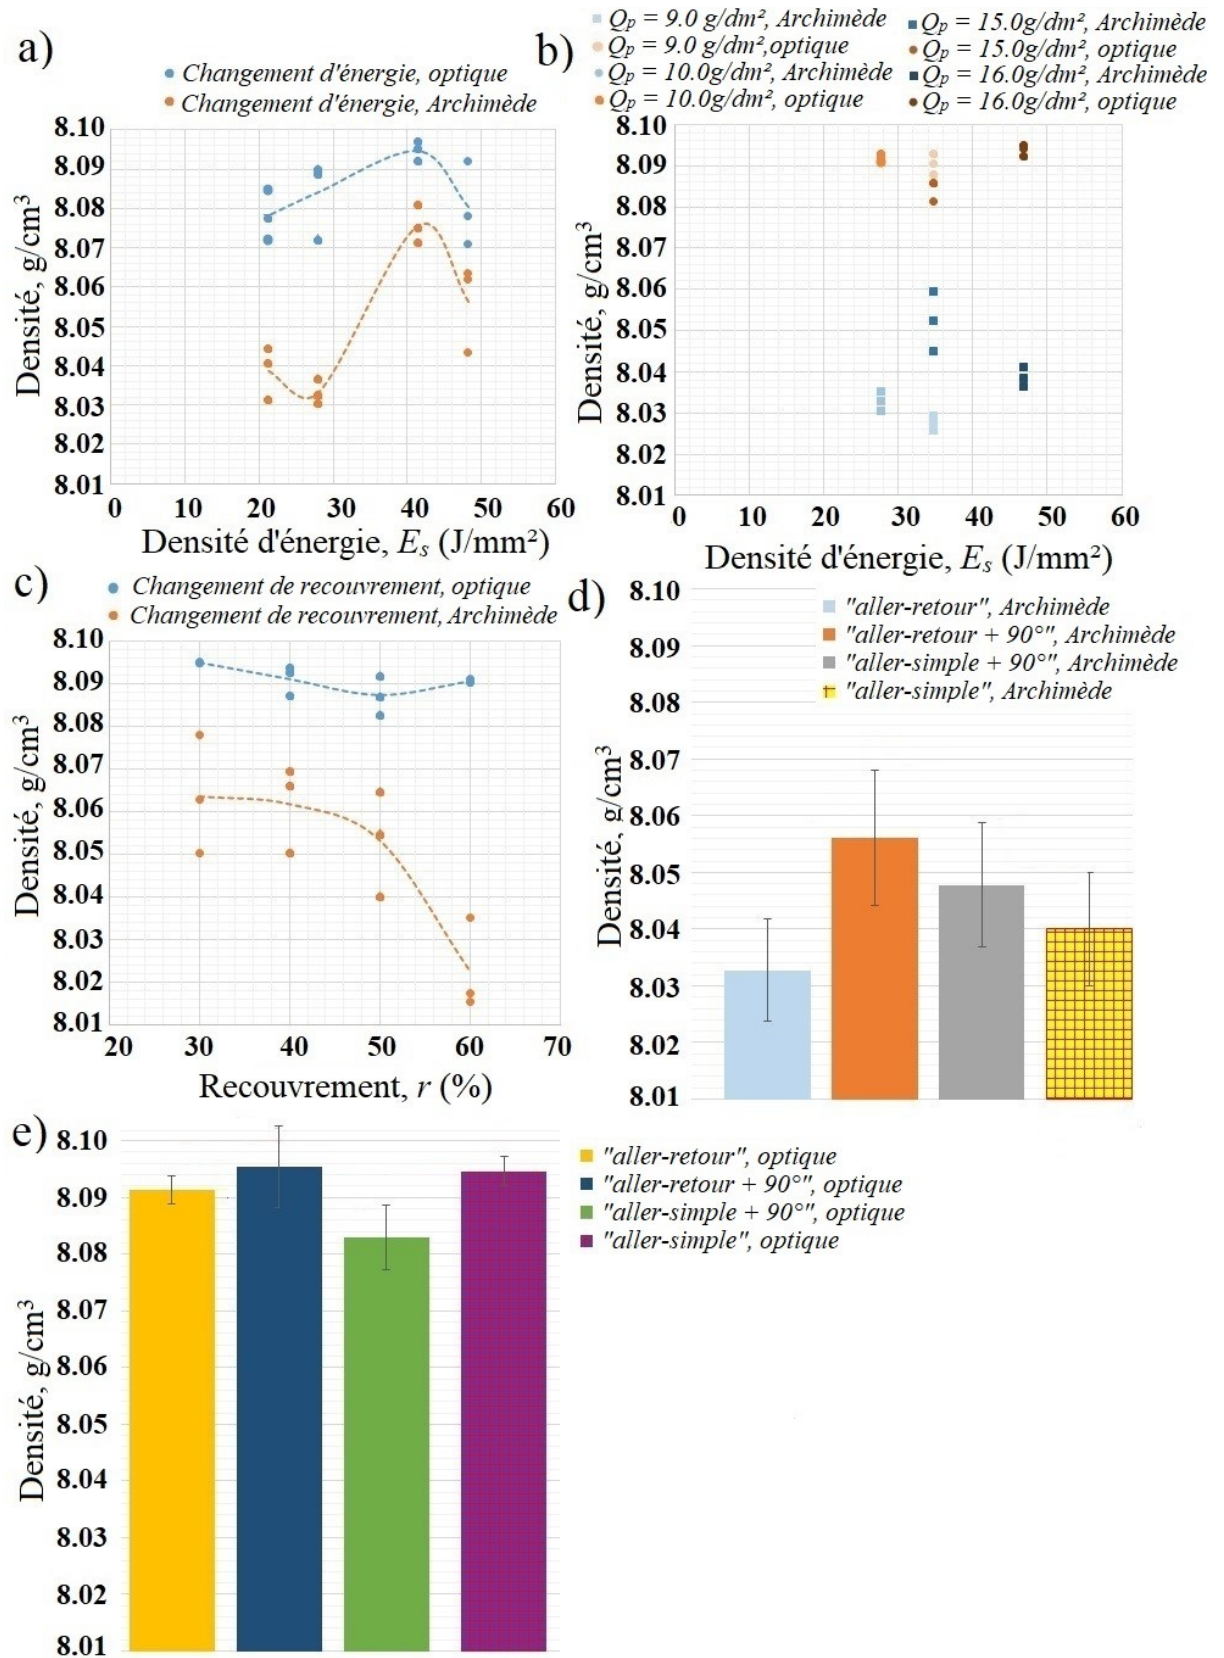 a)
Changement d'énergie, optique
Changement d'énergie, Archimède
8.10
8.09
8.08
8.07
8.06
8.05
8.04
8.03
8.02
8.01
0 10 20 30 40 50 60
Densité, g/cm³
Densité d'énergie, Es (J/mm²)
b)
Qp = 9.0 g/dm², Archimède
Qp = 9.0 g/dm²,optique
Qp = 10.0g/dm², Archimède
Qp = 10.0g/dm², optique
Qp = 15.0g/dm², Archimède
Qp = 15.0g/dm², optique
Qp = 16.0g/dm², Archimède
Qp = 16.0g/dm², optique
8.10
8.09
8.08
8.07
8.06
8.05
8.04
8.03
8.02
8.01
0 10 20 30 40 50 60
Densité, g/cm³
Densité d'énergie, Es (J/mm²)
c)
Changement de recouvrement, optique
Changement de recouvrement, Archimède
8.10
8.09
8.08
8.07
8.06
8.05
8.04
8.03
8.02
8.01
20 30 40 50 60 70
Densité, g/cm³
Recouvrement, r (%)
d)
"aller-retour", Archimède
"aller-retour + 90°", Archimède
"aller-simple + 90°", Archimède
"aller-simple", Archimède
8.10
8.09
8.08
8.07
8.06
8.05
8.04
8.03
8.02
8.01
Densité, g/cm³
e)
8.10
8.09
8.08
8.07
8.06
8.05
8.04
8.03
8.02
8.01
Densité, g/cm³
"aller-retour", optique
"aller-retour + 90°", optique
"aller-simple + 90°", optique
"aller-simple", optique